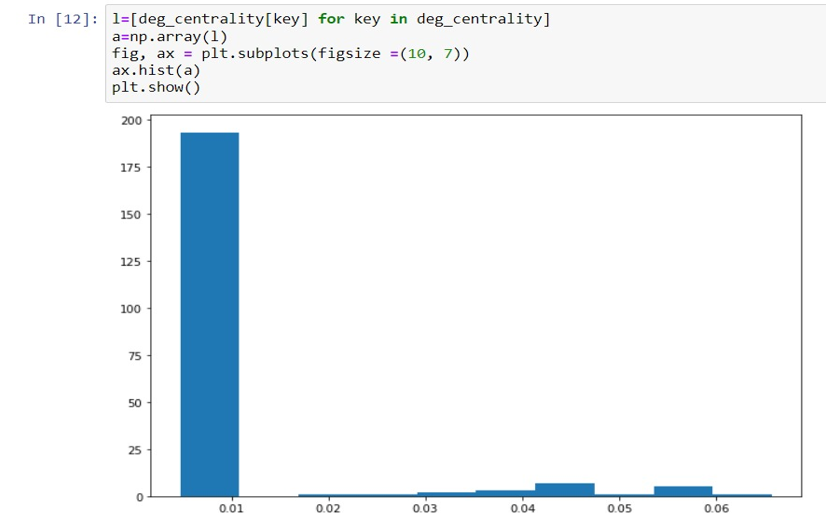 In [12]: l=[deg_centrality[key] for key in deg_centrality]
a=np.array(l)
fig, ax = plt.subplots(figsize =(10, 7))
ax.hist(a)
plt.show()
200
175
150
125
100
75
50
25
0
0.01 0.02 0.03 0.04 0.05 0.06